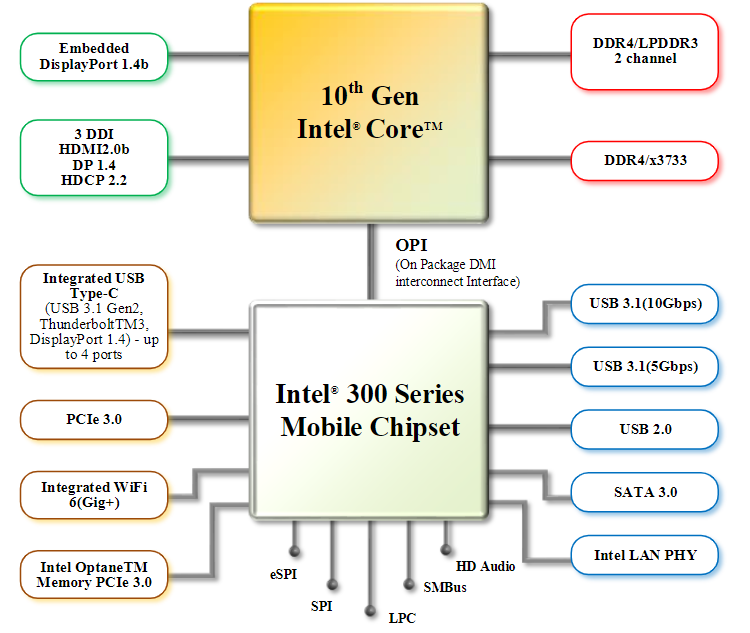 Embedded
DisplayPort 1.4b
3 DDI
HDMI2.0b
DP 1.4
HDCP 2.2
10th Gen
Intel® Core™
DDR4/LPDDR3
2 channel
DDR4/x3733
OPI
(On Package DMI
interconnect Interface)
Integrated USB
Type-C
(USB 3.1 Gen2,
ThunderboltTM3,
DisplayPort 1.4) - up
to 4 ports
PCIe 3.0
Integrated WiFi
6(Gig+)
Intel OptaneTM
Memory PCIe 3.0
Intel® 300 Series
Mobile Chipset
USB 3.1(10Gbps)
USB 3.1(5Gbps)
USB 2.0
SATA 3.0
Intel LAN PHY
eSPI
SPI
LPC
SMBus
HD Audio